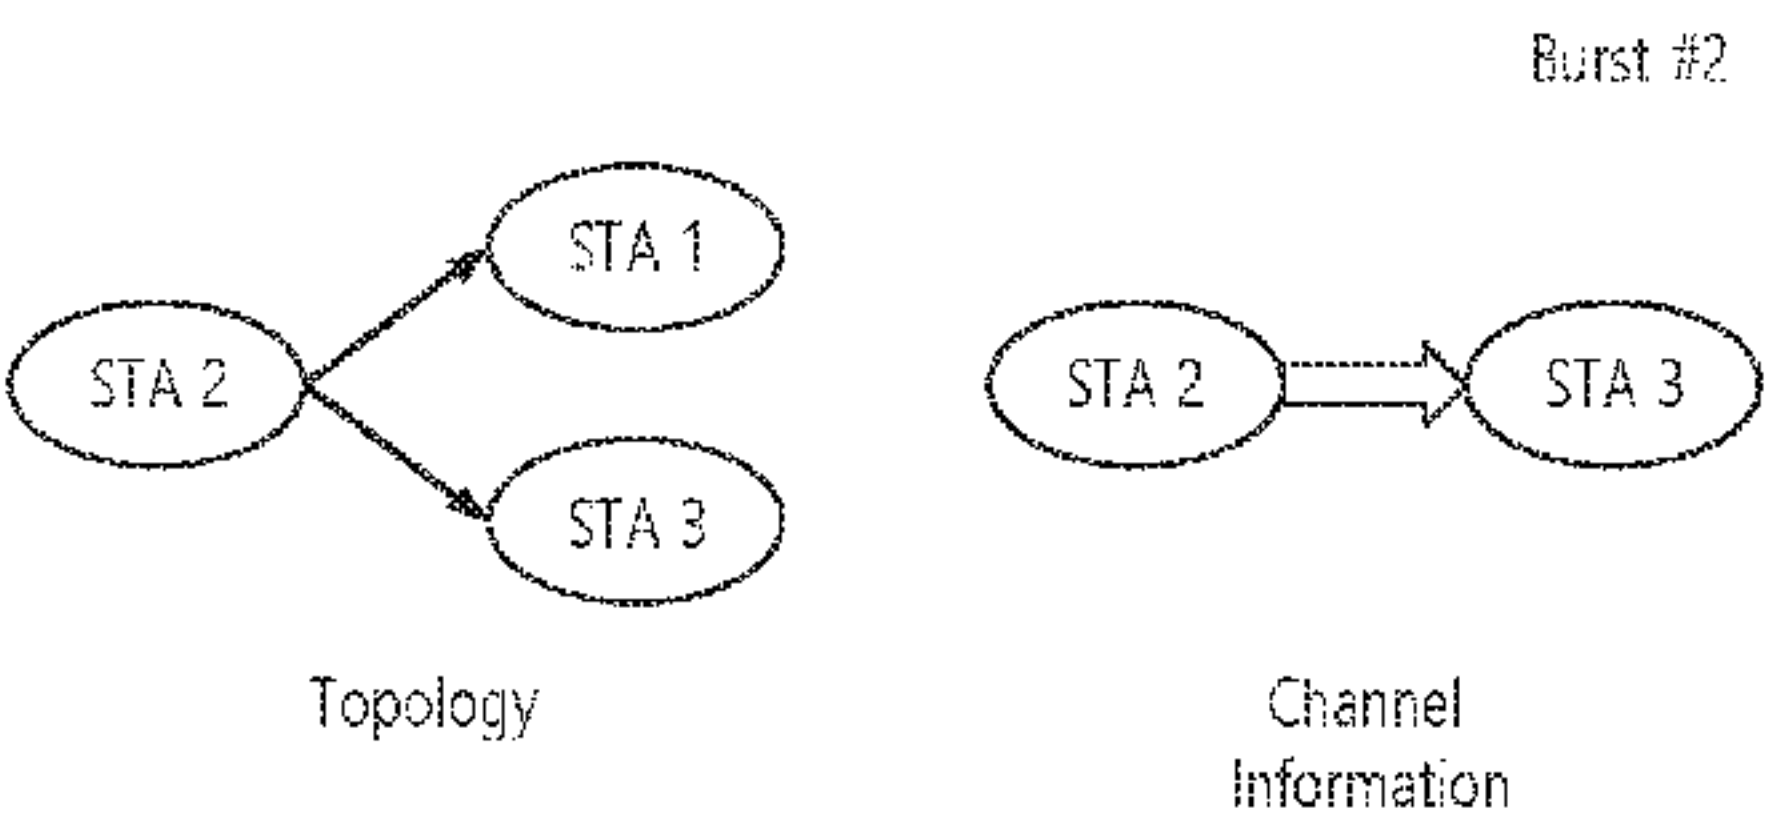 Burst #2
STA 1
STA 2
STA 3
STA 2
STA 3
Topology
Channel
Information